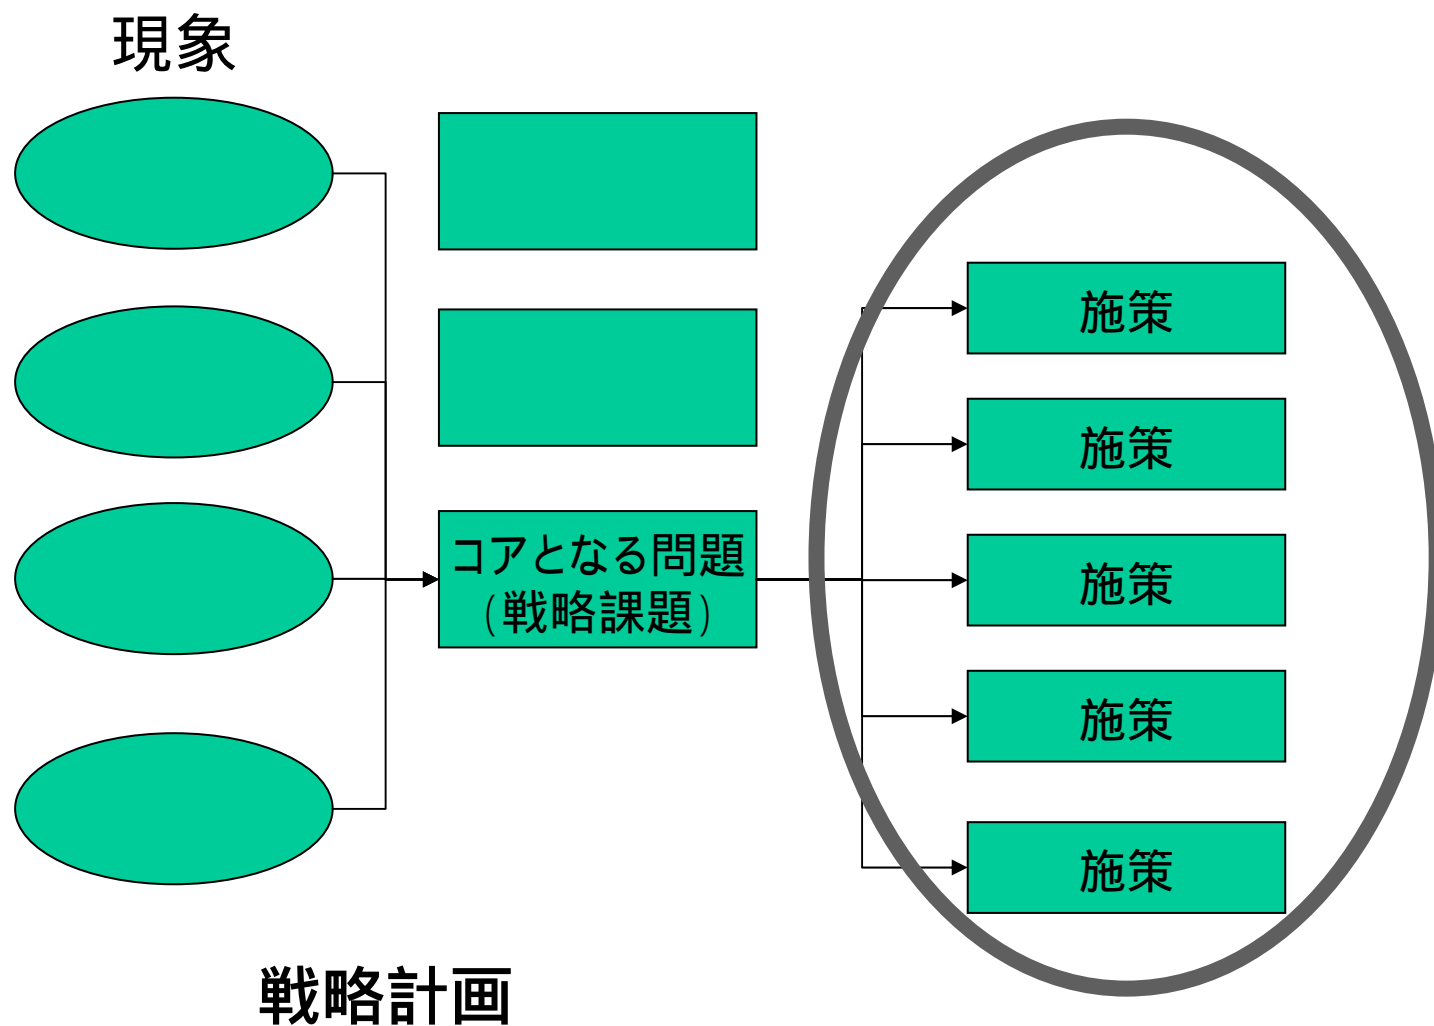 現象
コアとなる問題
(戦略課題)
施策
施策
施策
施策
施策
戦略計画